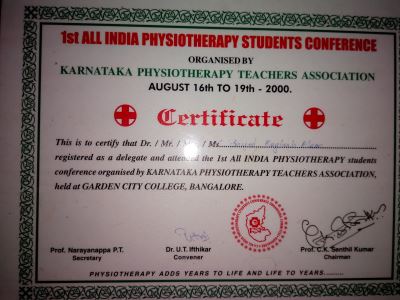 1st ALL INDIA PHYSIOTHERAPY STUDENTS CONFERENCE
ORGANISED BY
KARNATAKA PHYSIOTHERAPY TEACHERS ASSOCIATION
AUGUST 16TH TO 19TH - 2000.
Certificate
This is to certify that Dr. / Mr. / Ms.
registered as a delegate and attended the 1st All INDIA PHYSIOTHERAPY students
conference organised by KARNATAKA PHYSIOTHERAPY TEACHERS ASSOCIATION,
held at GARDEN CITY COLLEGE, BANGALORE.
Prof. Narayanappa P.T.
Secretary
Dr. U.T. Ifthikar
Convener
Prof. C.K. Senthil Kumar
Chairman
PHYSIOTHERAPY ADDS YEARS TO LIFE AND LIFE TO YEARS......